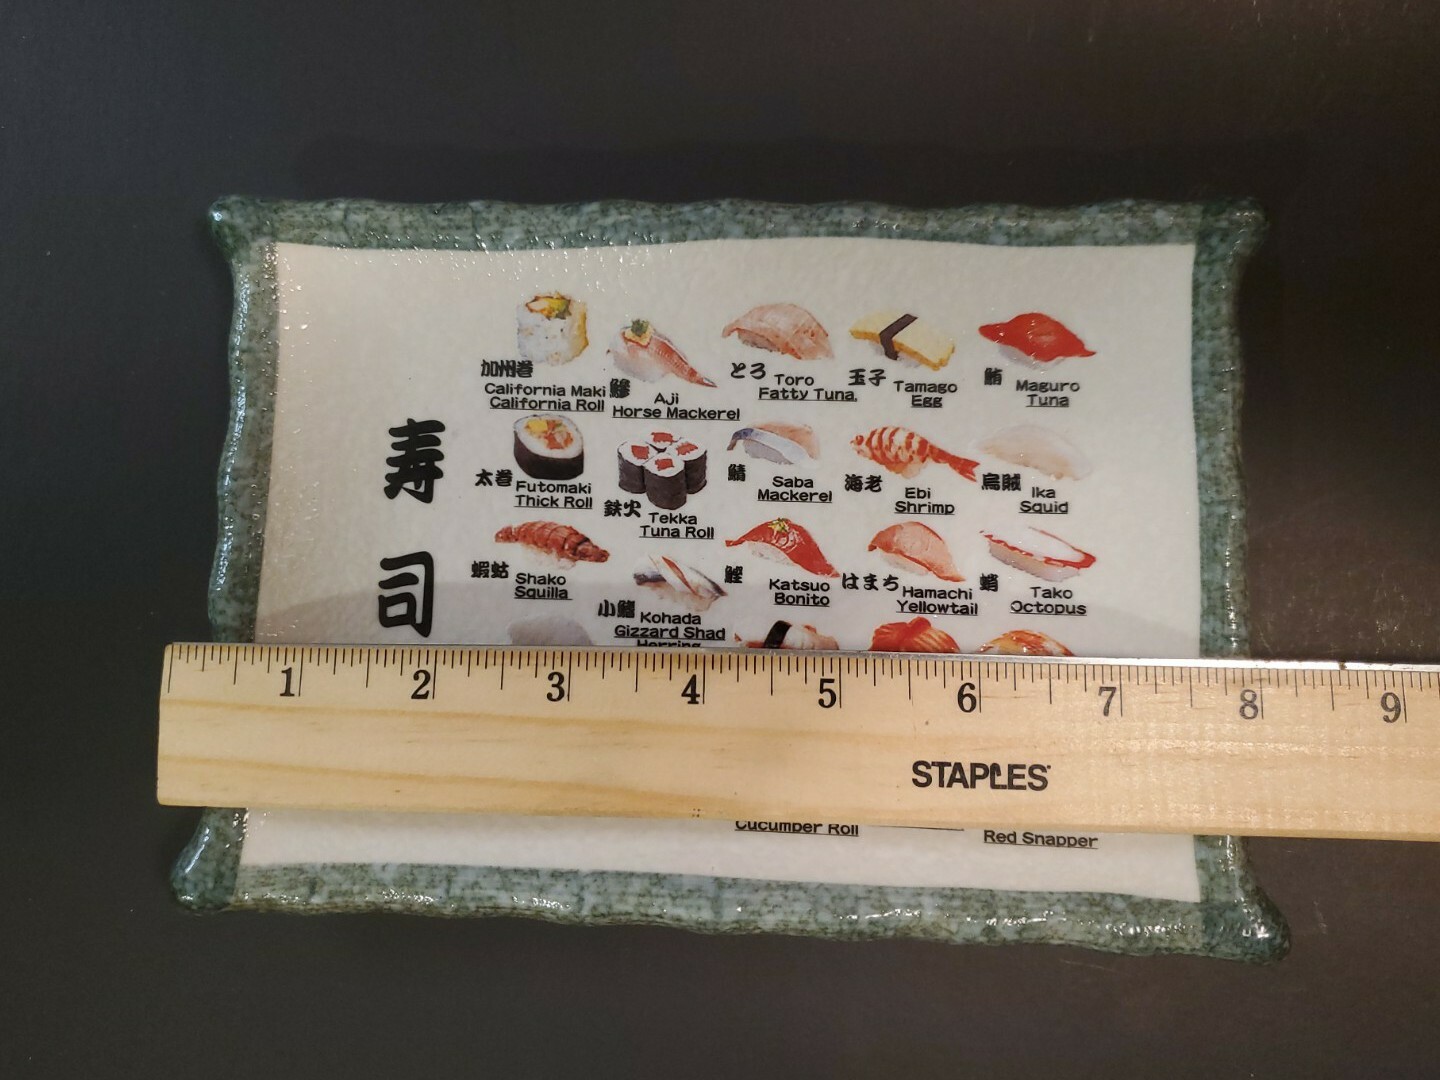 寿司
加州巻
California Maki
California Roll
鰺
Aji
Horse Mackerel
とろ
Toro
Fatty Tuna
玉子
Tamago
Egg
鮪
Maguro
Tuna
太巻
Futomaki
Thick Roll
鉄火
Tekka
Tuna Roll
鯖
Saba
Mackerel
海老
Ebi
Shrimp
烏賊
Ika
Squid
蝦蛄
Shako
Squilla
小鰭
Kohada
Gizzard Shad
Herring
鰹
Katsuo
Bonito
はまち
Hamachi
Yellowtail
蛸
Tako
Octopus
1 2 3 4 5 6 7 8 9
STAPLES
Cucumber Roll
Red Snapper